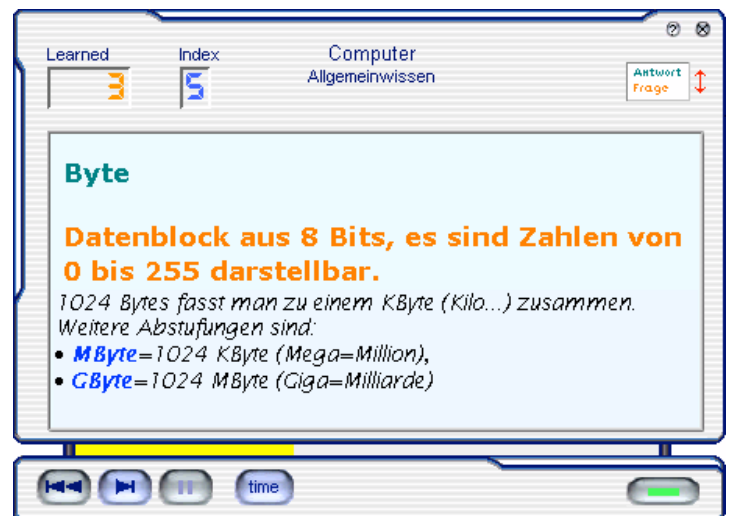 Learned
Index
Computer
Allgemeinwissen
3
5
Antwort
Frage
Byte
Datenblock aus 8 Bits, es sind Zahlen von
0 bis 255 darstellbar.
1024 Bytes fasst man zu einem KByte (Kilo...) zusammen.
Weitere Abstufungen sind:
• MByte=1024 KByte (Mega=Million),
• GByte=1024 MByte (Giga=Milliarde)
time